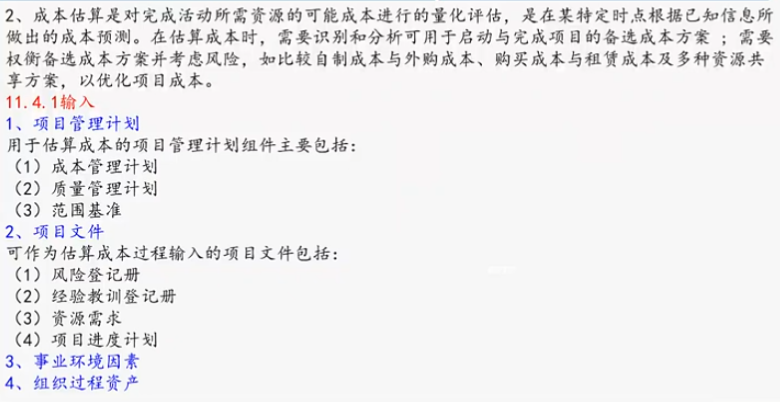 2、成本估算是对完成活动所需资源的可能成本进行的量化评估，是在某特定时点根据已知信息所
做出的成本预测。在估算成本时，需要识别和分析可用于启动与完成项目的备选成本方案 ；需要
权衡备选成本方案并考虑风险，如比较自制成本与外购成本、购买成本与租赁成本及多种资源共
享方案，以优化项目成本。
11.4.1输入
1、项目管理计划
用于估算成本的项目管理计划组件主要包括：
（1）成本管理计划
（2）质量管理计划
（3）范围基准
2、项目文件
可作为估算成本过程输入的项目文件包括：
（1）风险登记册
（2）经验教训登记册
（3）资源需求
（4）项目进度计划
3、事业环境因素
4、组织过程资产